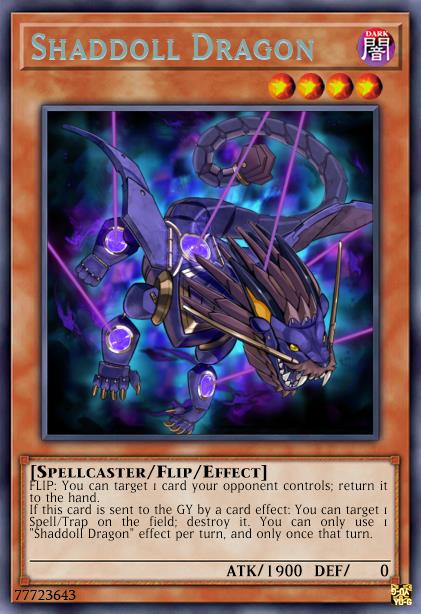 SHADDOLL DRAGON
DARK
闇
[SPELLCASTER/FLIP/EFFECT]
FLIP: You can target 1 card your opponent controls; return it
to the hand.
If this card is sent to the GY by a card effect: You can target 1
Spell/Trap on the field; destroy it. You can only use 1
"Shaddoll Dragon" effect per turn, and only once that turn.
ATK/1900 DEF/ 0
77723643